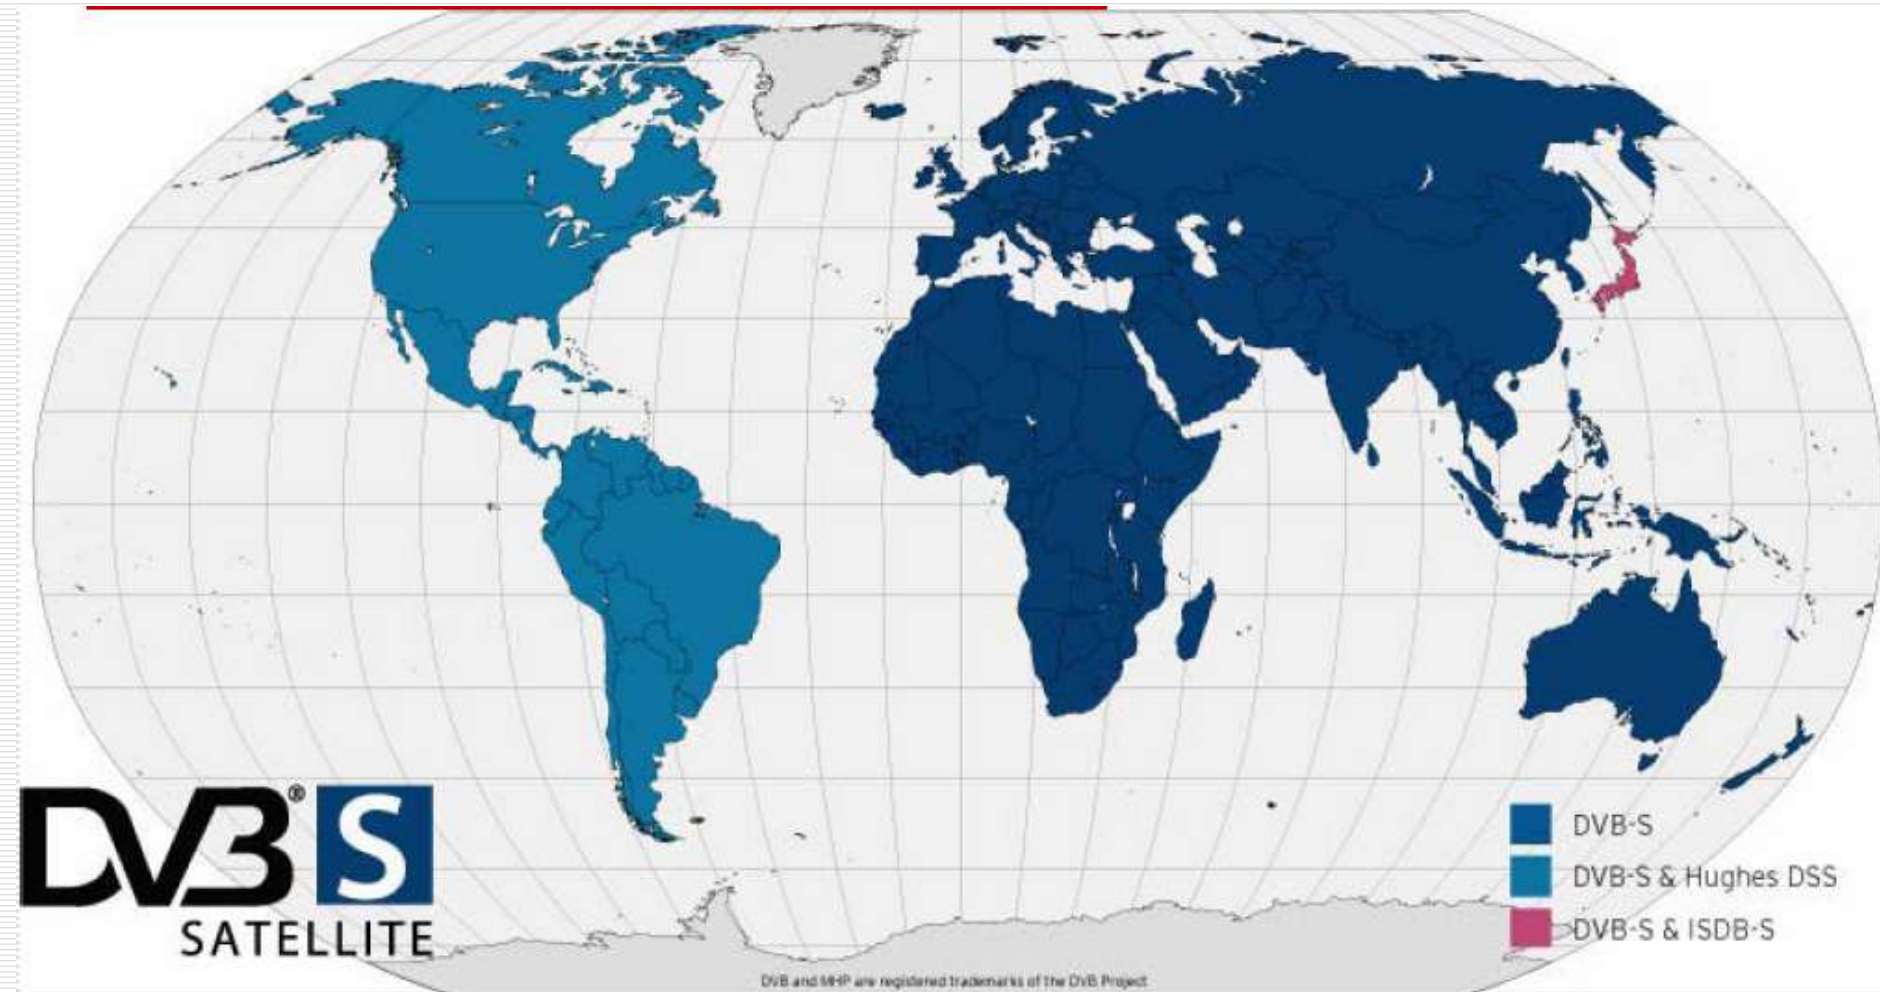 DVB® S
SATELLITE
DVB-S
DVB-S & Hughes DSS
DVB-S & ISDB-S
DVB and MHP are registered trademarks of the DVB Project